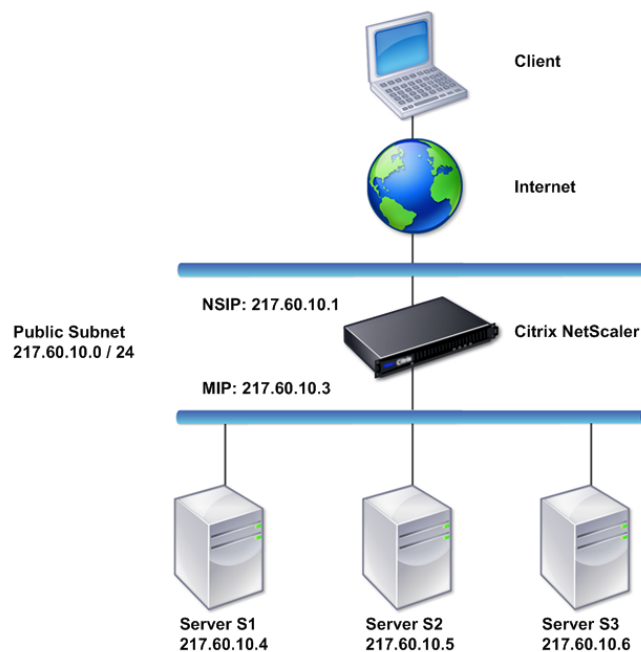 Client
Internet
NSIP: 217.60.10.1
Public Subnet
217.60.10.0 / 24
Citrix NetScaler
Citrix
MIP: 217.60.10.3
Server S1
217.60.10.4
Server S2
217.60.10.5
Server S3
217.60.10.6